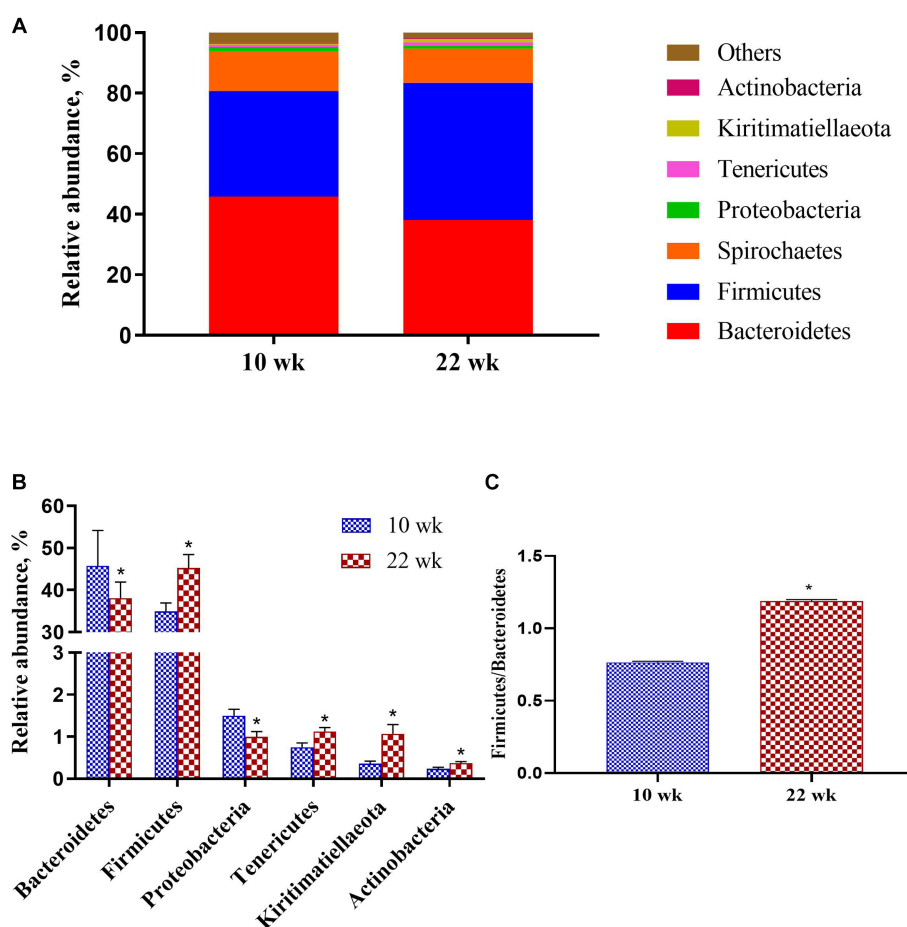 A
Relative abundance, %
100
80
60
40
20
0
10 wk
22 wk
Others
Actinobacteria
Kiritimatiellaeota
Tenericutes
Proteobacteria
Spirochaetes
Firmicutes
Bacteroidetes
B
Relative abundance, %
60
50
40
30
3
2
1
0
10 wk
22 wk
*
*
*
*
*
*
Bacteroidetes
Firmicutes
Proteobacteria
Tenericutes
Kiritimatiellaeota
Actinobacteria
C
Firmicutes/Bacteroidetes
1.5
1.0
0.5
0.0
*
10 wk
22 wk